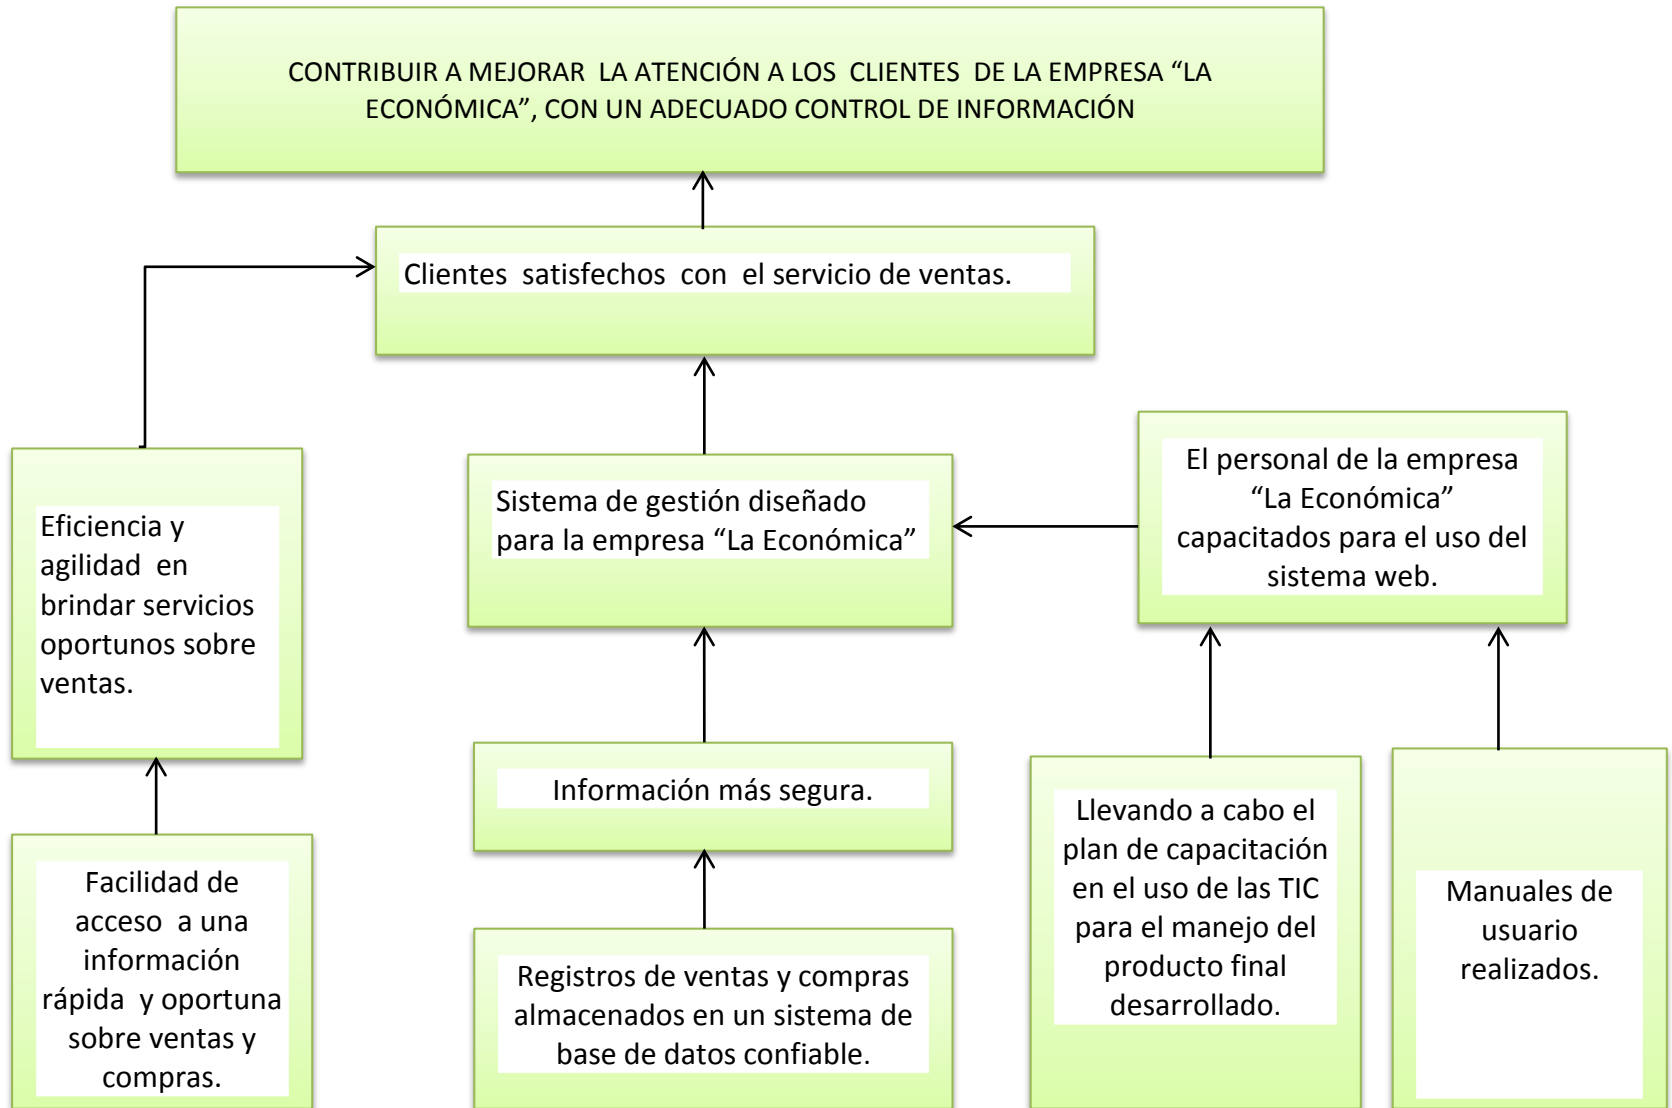 CONTRIBUIR A MEJORAR LA ATENCIÓN A LOS CLIENTES DE LA EMPRESA “LA
ECONÓMICA”, CON UN ADECUADO CONTROL DE INFORMACIÓN
Clientes satisfechos con el servicio de ventas.
Eficiencia y
agilidad en
brindar servicios
oportunos sobre
ventas.
Sistema de gestión diseñado
para la empresa “La Económica”
El personal de la empresa
“La Económica”
capacitados para el uso del
sistema web.
Información más segura.
Facilidad de
acceso a una
información
rápida y oportuna
sobre ventas y
compras.
Registros de ventas y compras
almacenados en un sistema de
base de datos confiable.
Llevando a cabo el
plan de capacitación
en el uso de las TIC
para el manejo del
producto final
desarrollado.
Manuales de
usuario
realizados.